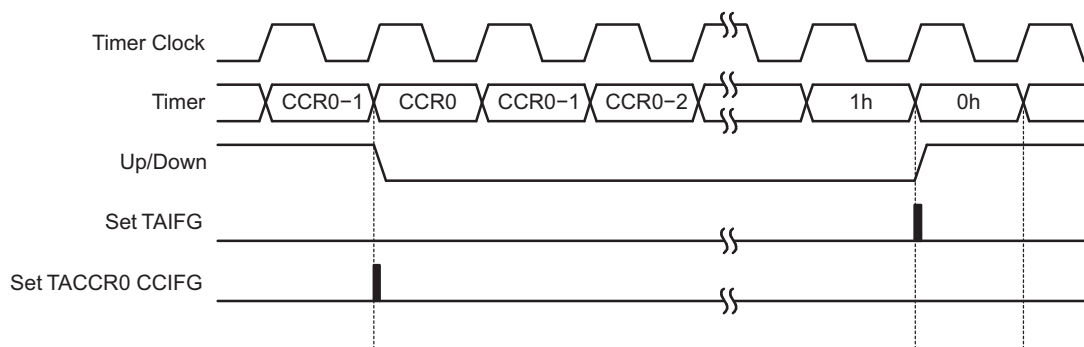 Timer Clock
Timer CCR0−1 CCR0 CCR0−1 CCR0−2 1h 0h
Up/Down
Set TAIFG
Set TACCR0 CCIFG